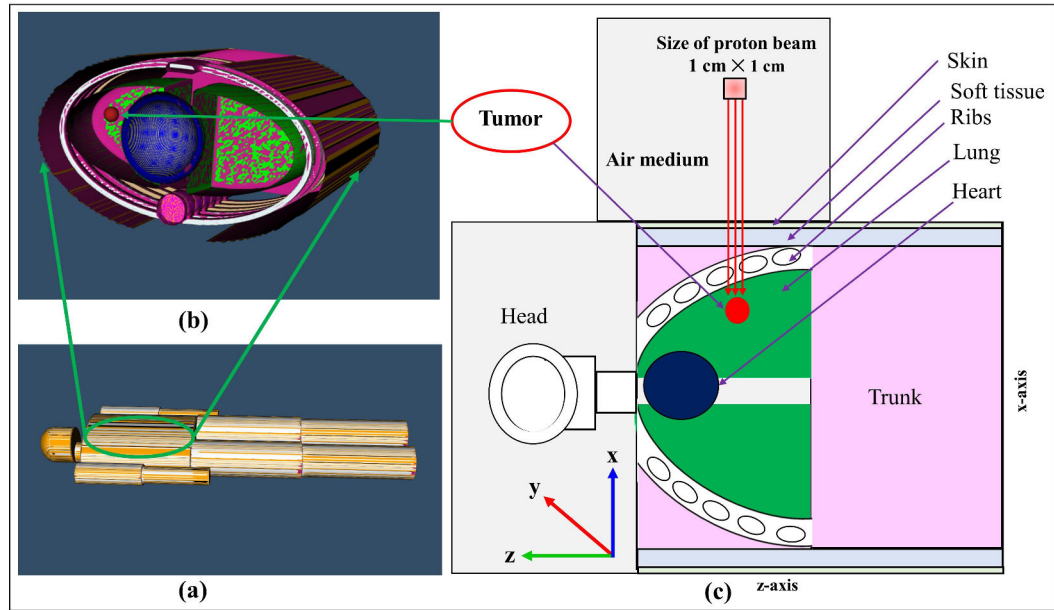 (b)
(a)
Tumor
Size of proton beam
1 cm × 1 cm
Air medium
Skin
Soft tissue
Ribs
Lung
Heart
Head
Trunk
x
y
z
x-axis
z-axis
(c)